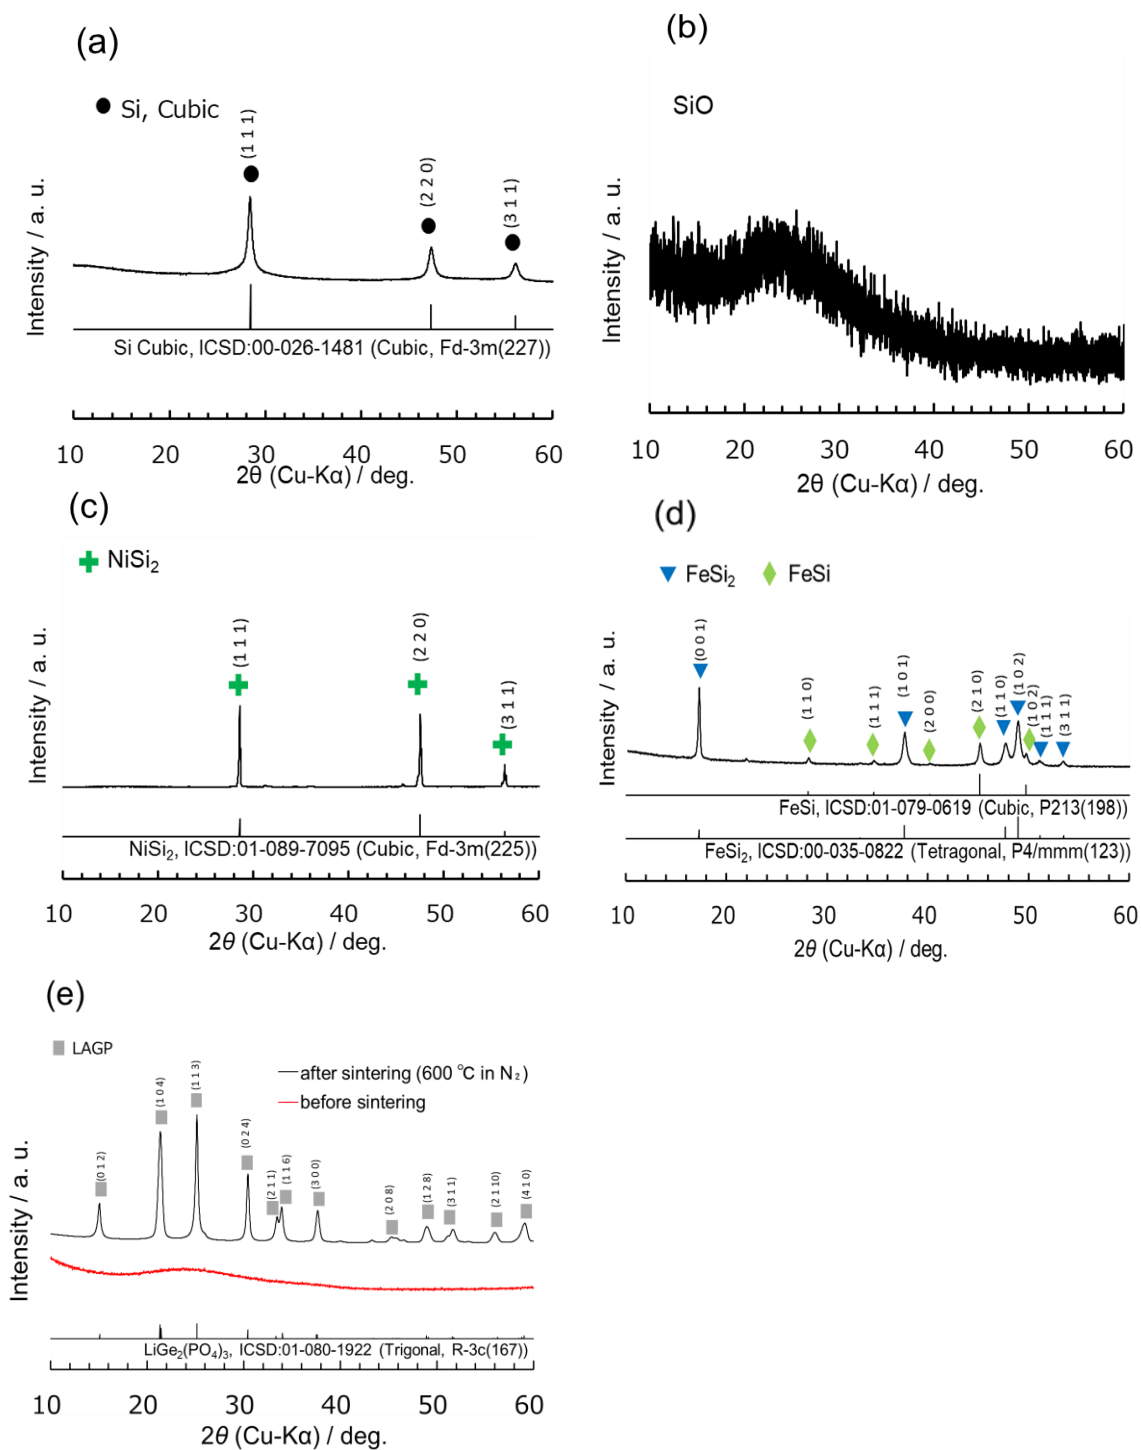 (a)
Si, Cubic
(1 1 1)
(2 2 0)
(3 1 1)
Intensity / a. u.
Si Cubic, ICSD:00-026-1481 (Cubic, Fd-3m(227))
10 20 30 40 50 60
2θ (Cu-Kα) / deg.
(b)
SiO
Intensity / a. u.
10 20 30 40 50 60
2θ (Cu-Kα) / deg.
(c)
NiSi₂
(1 1 1)
(2 2 0)
(3 1 1)
Intensity / a. u.
NiSi₂, ICSD:01-089-7095 (Cubic, Fd-3m(225))
10 20 30 40 50 60
2θ (Cu-Kα) / deg.
(d)
FeSi₂ FeSi
(0 0 1)
(1 1 0)
(1 1 1)
(1 0 1)
(2 0 0)
(2 1 0)
(1 1 0)
(1 0 2)
(1 0 2)
(1 1 1)
(3 1 1)
Intensity / a. u.
FeSi, ICSD:01-079-0619 (Cubic, P213(198))
FeSi₂, ICSD:00-035-0822 (Tetragonal, P4/mmm(123))
10 20 30 40 50 60
2θ (Cu-Kα) / deg.
(e)
LAGP
after sintering (600 ℃ in N₂)
before sintering
(0 1 2)
(1 0 4)
(1 1 3)
(0 2 4)
(2 1 1)
(1 1 6)
(3 0 0)
(2 0 8)
(1 2 8)
(3 1 1)
(2 1 10)
(4 1 0)
Intensity / a. u.
LiGe₂(PO₄)₃, ICSD:01-080-1922 (Trigonal, R-3c(167))
10 20 30 40 50 60
2θ (Cu-Kα) / deg.